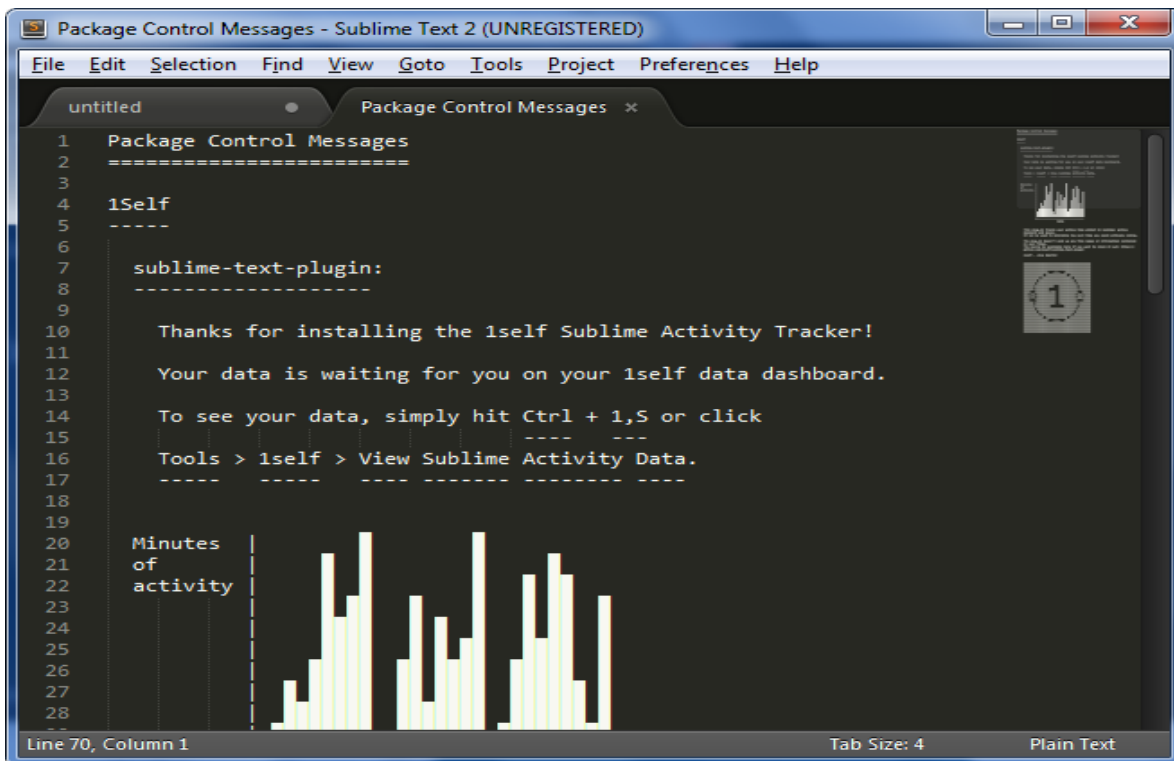 Package Control Messages - Sublime Text 2 (UNREGISTERED)
File Edit Selection Find View Goto Tools Project Preferences Help
untitled Package Control Messages ×
1 Package Control Messages
2 ========================
3
4 1Self
5 -----
6
7 sublime-text-plugin:
8 -------------------
9
10 Thanks for installing the 1self Sublime Activity Tracker!
11
12 Your data is waiting for you on your 1self data dashboard.
13
14 To see your data, simply hit Ctrl + 1,S or click
15 ---- ---
16 Tools > 1self > View Sublime Activity Data.
17 ----- ----- ---- ------- -------- ----
18
19
20 Minutes |
21 of |
22 activity |
23 |
24 |
25 |
26 |
27 |
28 |
Line 70, Column 1 Tab Size: 4 Plain Text